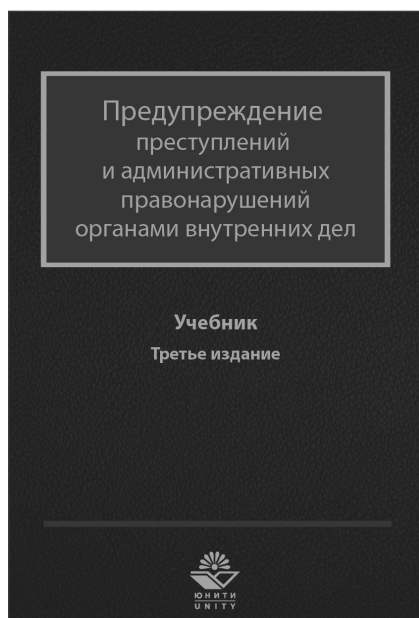 Предупреждение
преступлений
и административных
правонарушений
органами внутренних дел
Учебник
Третье издание
ЮНИТИ
UNITY